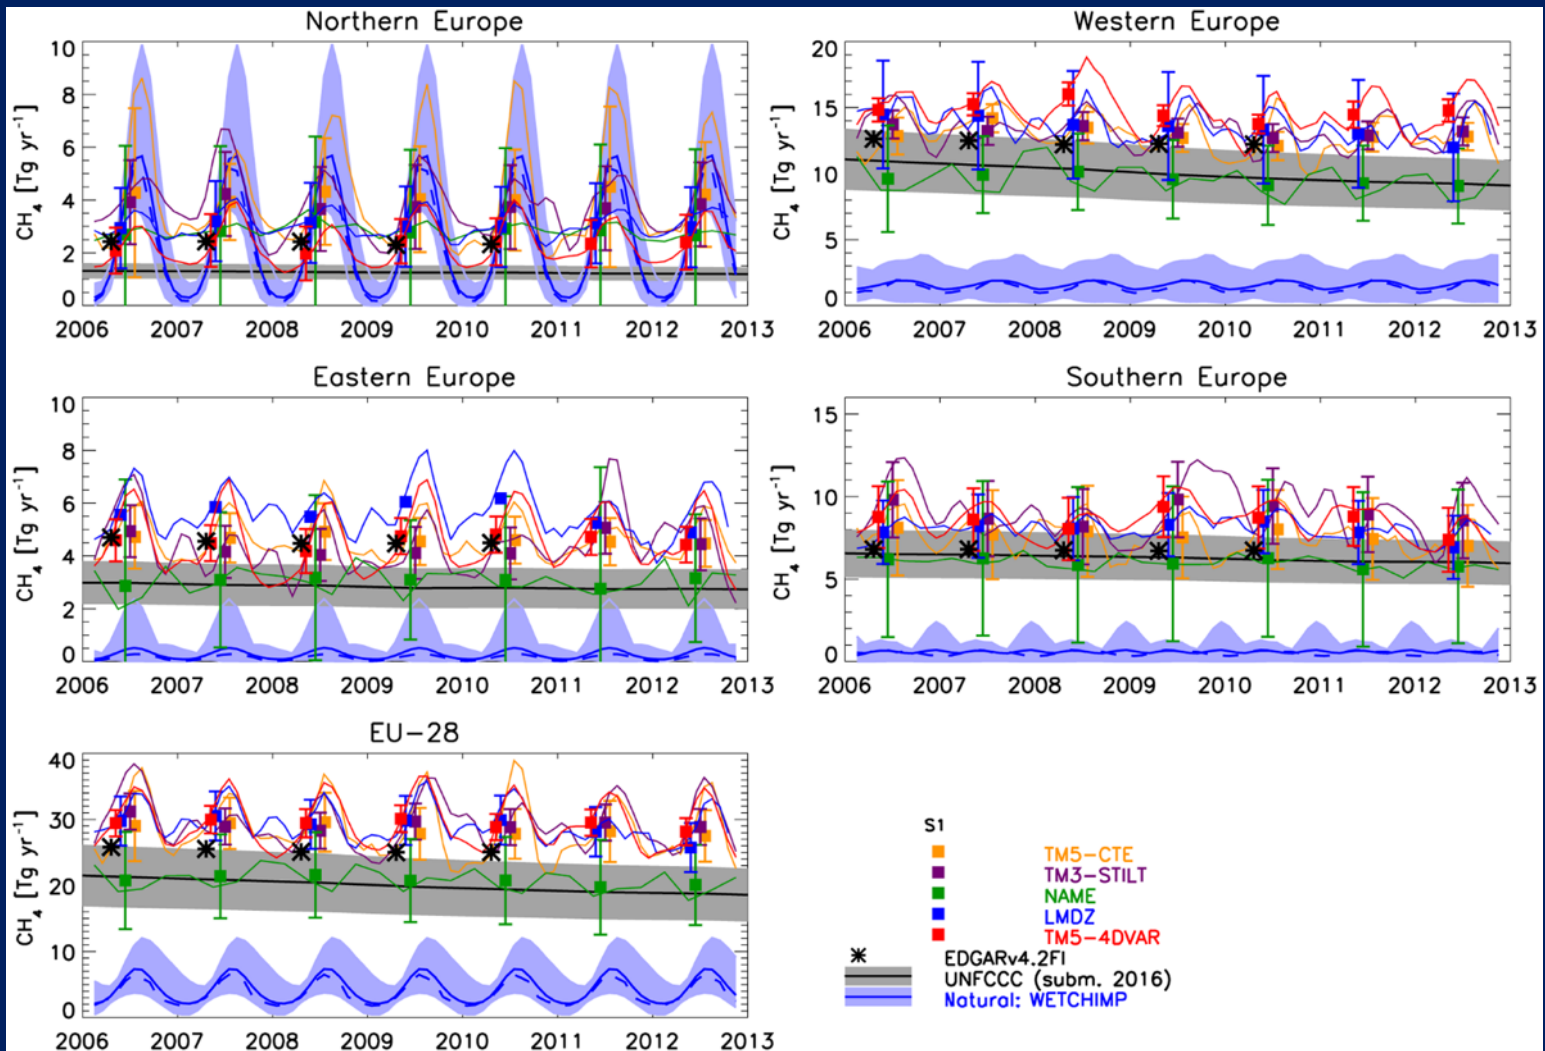 Northern Europe
CH4 [Tg yr-1]
10
8
6
4
2
0
2006 2007 2008 2009 2010 2011 2012 2013
Western Europe
CH4 [Tg yr-1]
20
15
10
5
0
2006 2007 2008 2009 2010 2011 2012 2013
Eastern Europe
CH4 [Tg yr-1]
10
8
6
4
2
0
2006 2007 2008 2009 2010 2011 2012 2013
Southern Europe
CH4 [Tg yr-1]
15
10
5
0
2006 2007 2008 2009 2010 2011 2012 2013
EU-28
CH4 [Tg yr-1]
40
30
20
10
0
2006 2007 2008 2009 2010 2011 2012 2013
S1
TM5-CTE
TM3-STILT
NAME
LMDZ
TM5-4DVAR
EDGARv4.2FI
UNFCCC (subm. 2016)
Natural: WETCHIMP